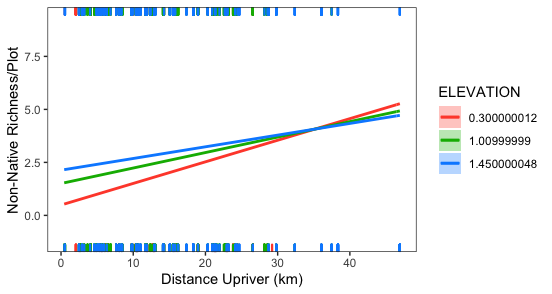 Non-Native Richness/Plot
7.5
5.0
2.5
0.0
0 10 20 30 40
Distance Upriver (km)
ELEVATION
0.300000012
1.00999999
1.450000048